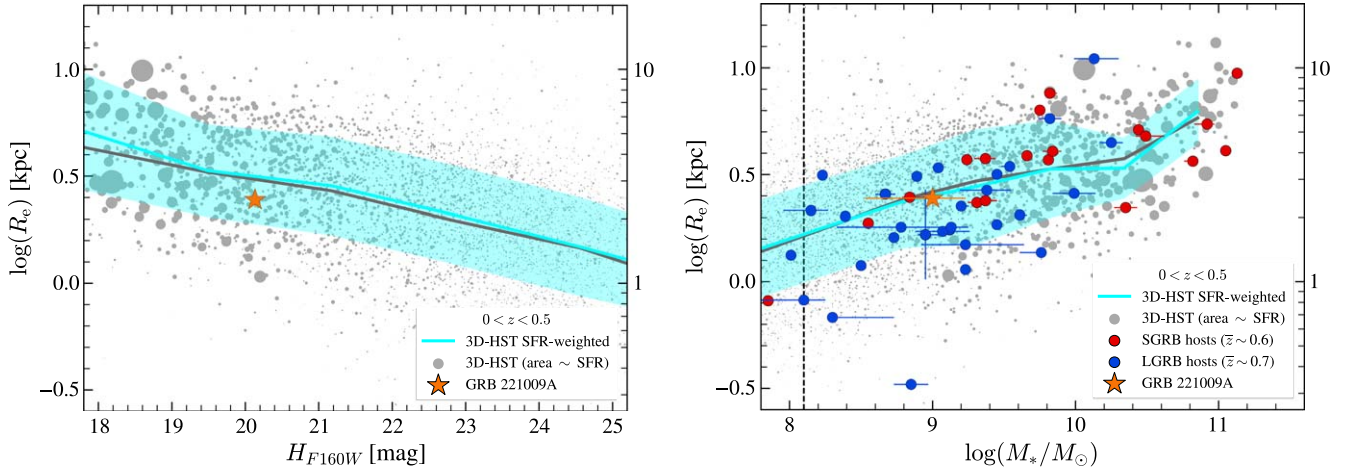 log(R_e) [kpc]
1.0
0.5
0.0
−0.5
10
1
18 19 20 21 22 23 24 25
H_{F160W} [mag]
0 < z < 0.5
3D-HST SFR-weighted
3D-HST (area ∼ SFR)
GRB 221009A
log(R_e) [kpc]
1.0
0.5
0.0
−0.5
10
1
8 9 10 11
log(M_*/M_⊙)
0 < z < 0.5
3D-HST SFR-weighted
3D-HST (area ∼ SFR)
SGRB hosts (z̅ ∼ 0.6)
LGRB hosts (z̅ ∼ 0.7)
GRB 221009A